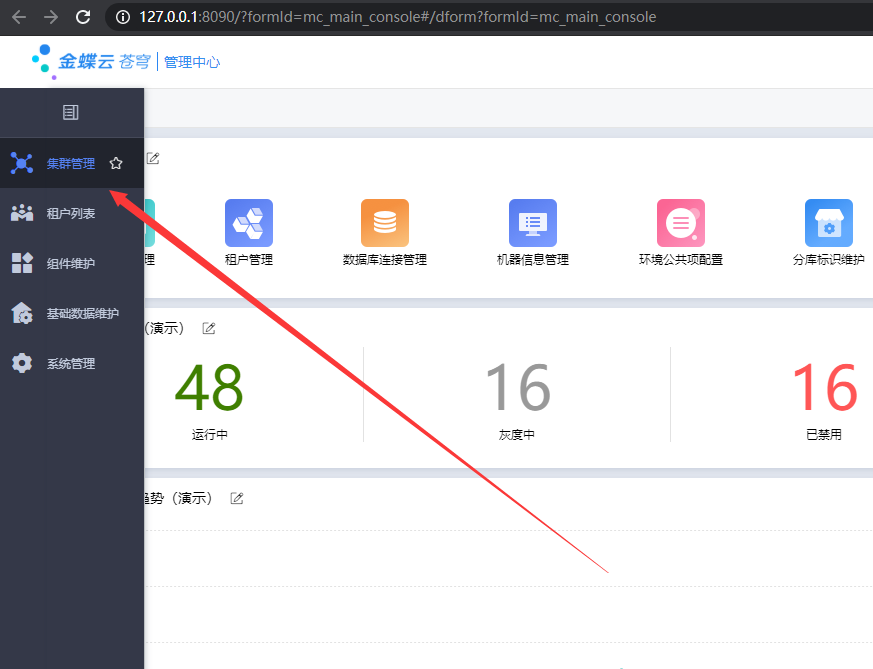 127.0.0.1:8090/?formId=mc_main_console#/dform?formId=mc_main_console
金蝶云 苍穹 | 管理中心
集群管理
租户列表
组件维护
基础数据维护
系统管理
理
租户管理
数据库连接管理
机器信息管理
环境公共项配置
分库标识维护
（演示）
48
运行中
16
灰度中
16
已禁用
趋势（演示）